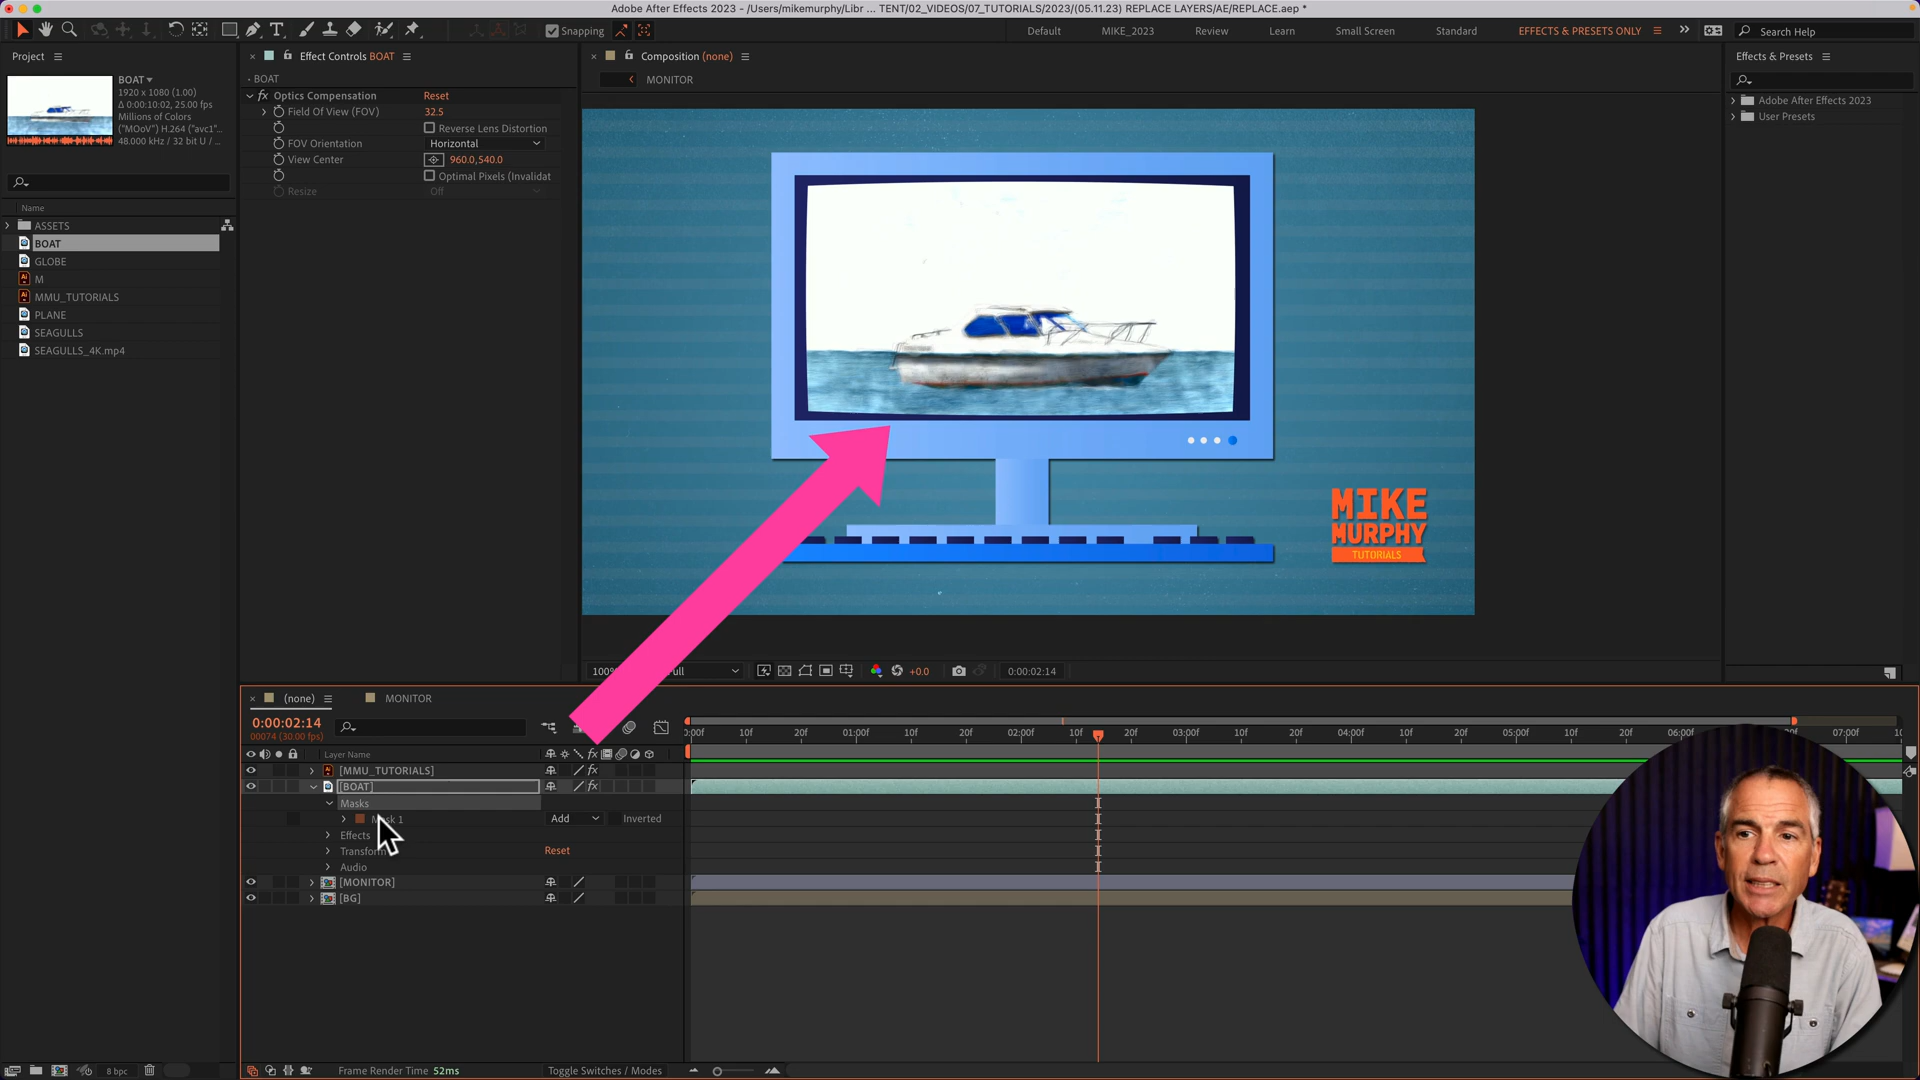 Adobe After Effects 2023 - /Users/mikemurphy/Libr ... TENT/02_VIDEOS/07_TUTORIALS/2023/(05.11.23) REPLACE LAYERS/AE/REPLACE.aep *
Snapping
Default
MIKE_2023
Review
Learn
Small Screen
Standard
EFFECTS & PRESETS ONLY
Search Help
Project
Effect Controls BOAT
Composition (none)
Effects & Presets
BOAT
1920 x 1080 (1.00)
Δ 0:00:10:02, 25.00 fps
Millions of Colors
("MOoV") H.264 ("avc1"...
48.000 kHz / 32 bit U / ...
BOAT
MONITOR
Optics Compensation
Reset
Field Of View (FOV)
32.5
Reverse Lens Distortion
FOV Orientation
Horizontal
View Center
960.0,540.0
Optimal Pixels (Invalidat
Resize
Off
Adobe After Effects 2023
User Presets
Name
ASSETS
BOAT
GLOBE
M
MMU_TUTORIALS
PLANE
SEAGULLS
SEAGULLS_4K.mp4
MIKE
MURPHY
TUTORIALS
+0.0
0:00:02:14
(none)
MONITOR
0:00:02:14
00074 (30.00 fps)
Layer Name
:00f
10f
20f
01:00f
10f
20f
02:00f
10f
20f
03:00f
10f
20f
04:00f
10f
20f
05:00f
10f
20f
06:00f
20f
07:00f
10
[MMU_TUTORIALS]
[BOAT]
Masks
Add
Inverted
Effects
Transform
Reset
Audio
[MONITOR]
[BG]
8 bpc
Frame Render Time 52ms
Toggle Switches / Modes